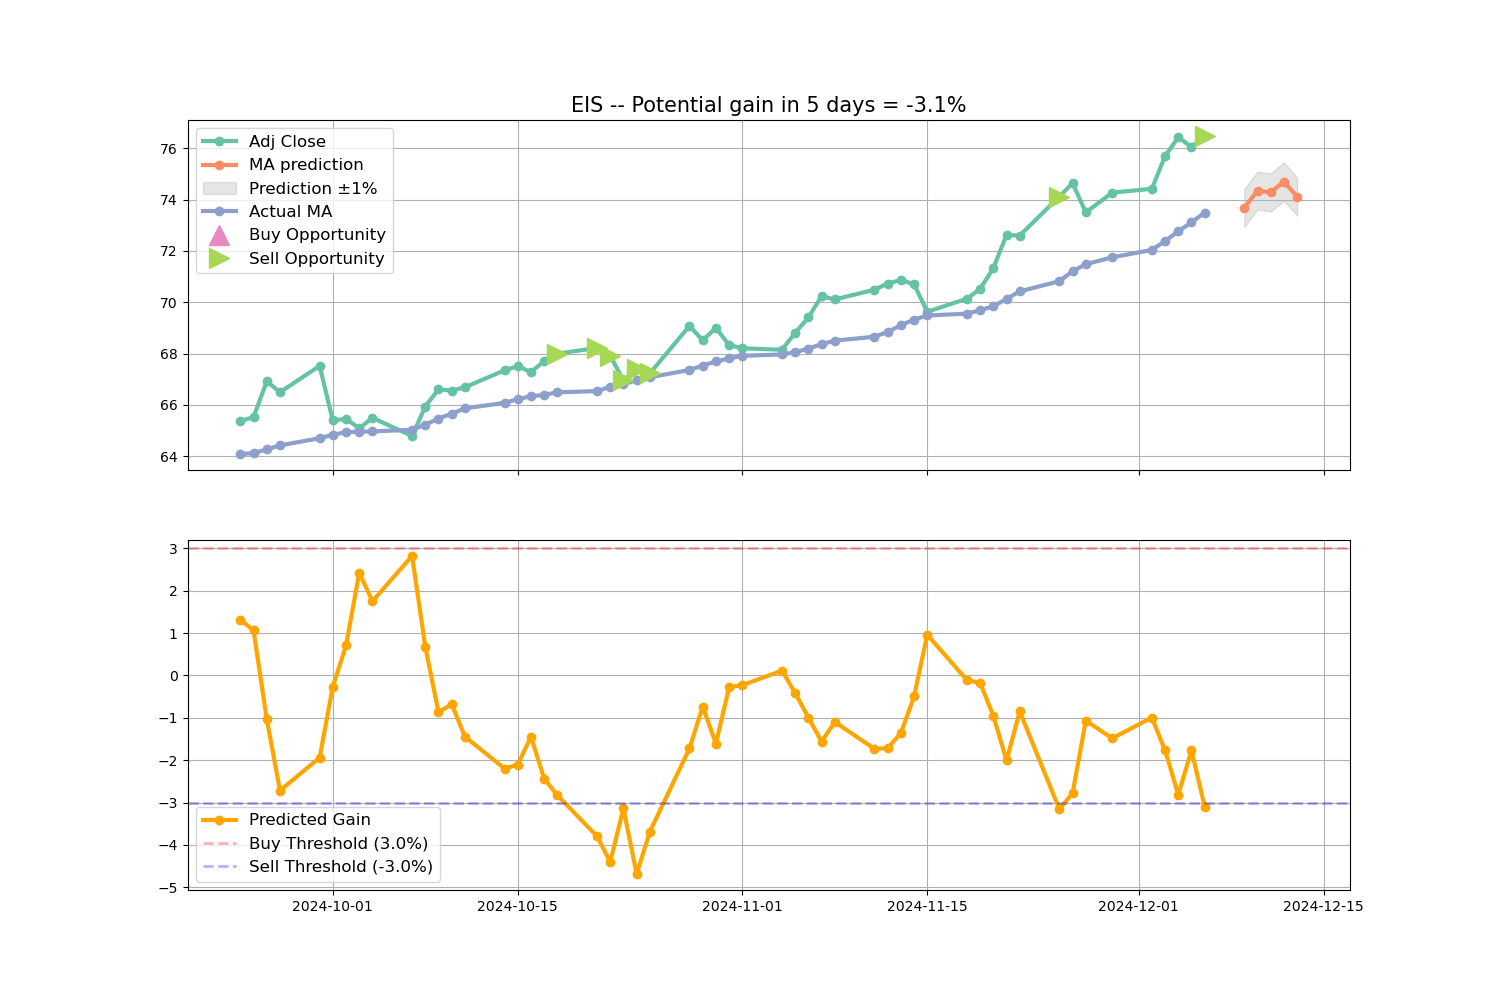 EIS -- Potential gain in 5 days = -3.1%
Adj Close
MA prediction
Prediction ±1%
Actual MA
Buy Opportunity
Sell Opportunity
76
74
72
70
68
66
64
3
2
1
0
−1
−2
−3
−4
−5
Predicted Gain
Buy Threshold (3.0%)
Sell Threshold (-3.0%)
2024-10-01 2024-10-15 2024-11-01 2024-11-15 2024-12-01 2024-12-15